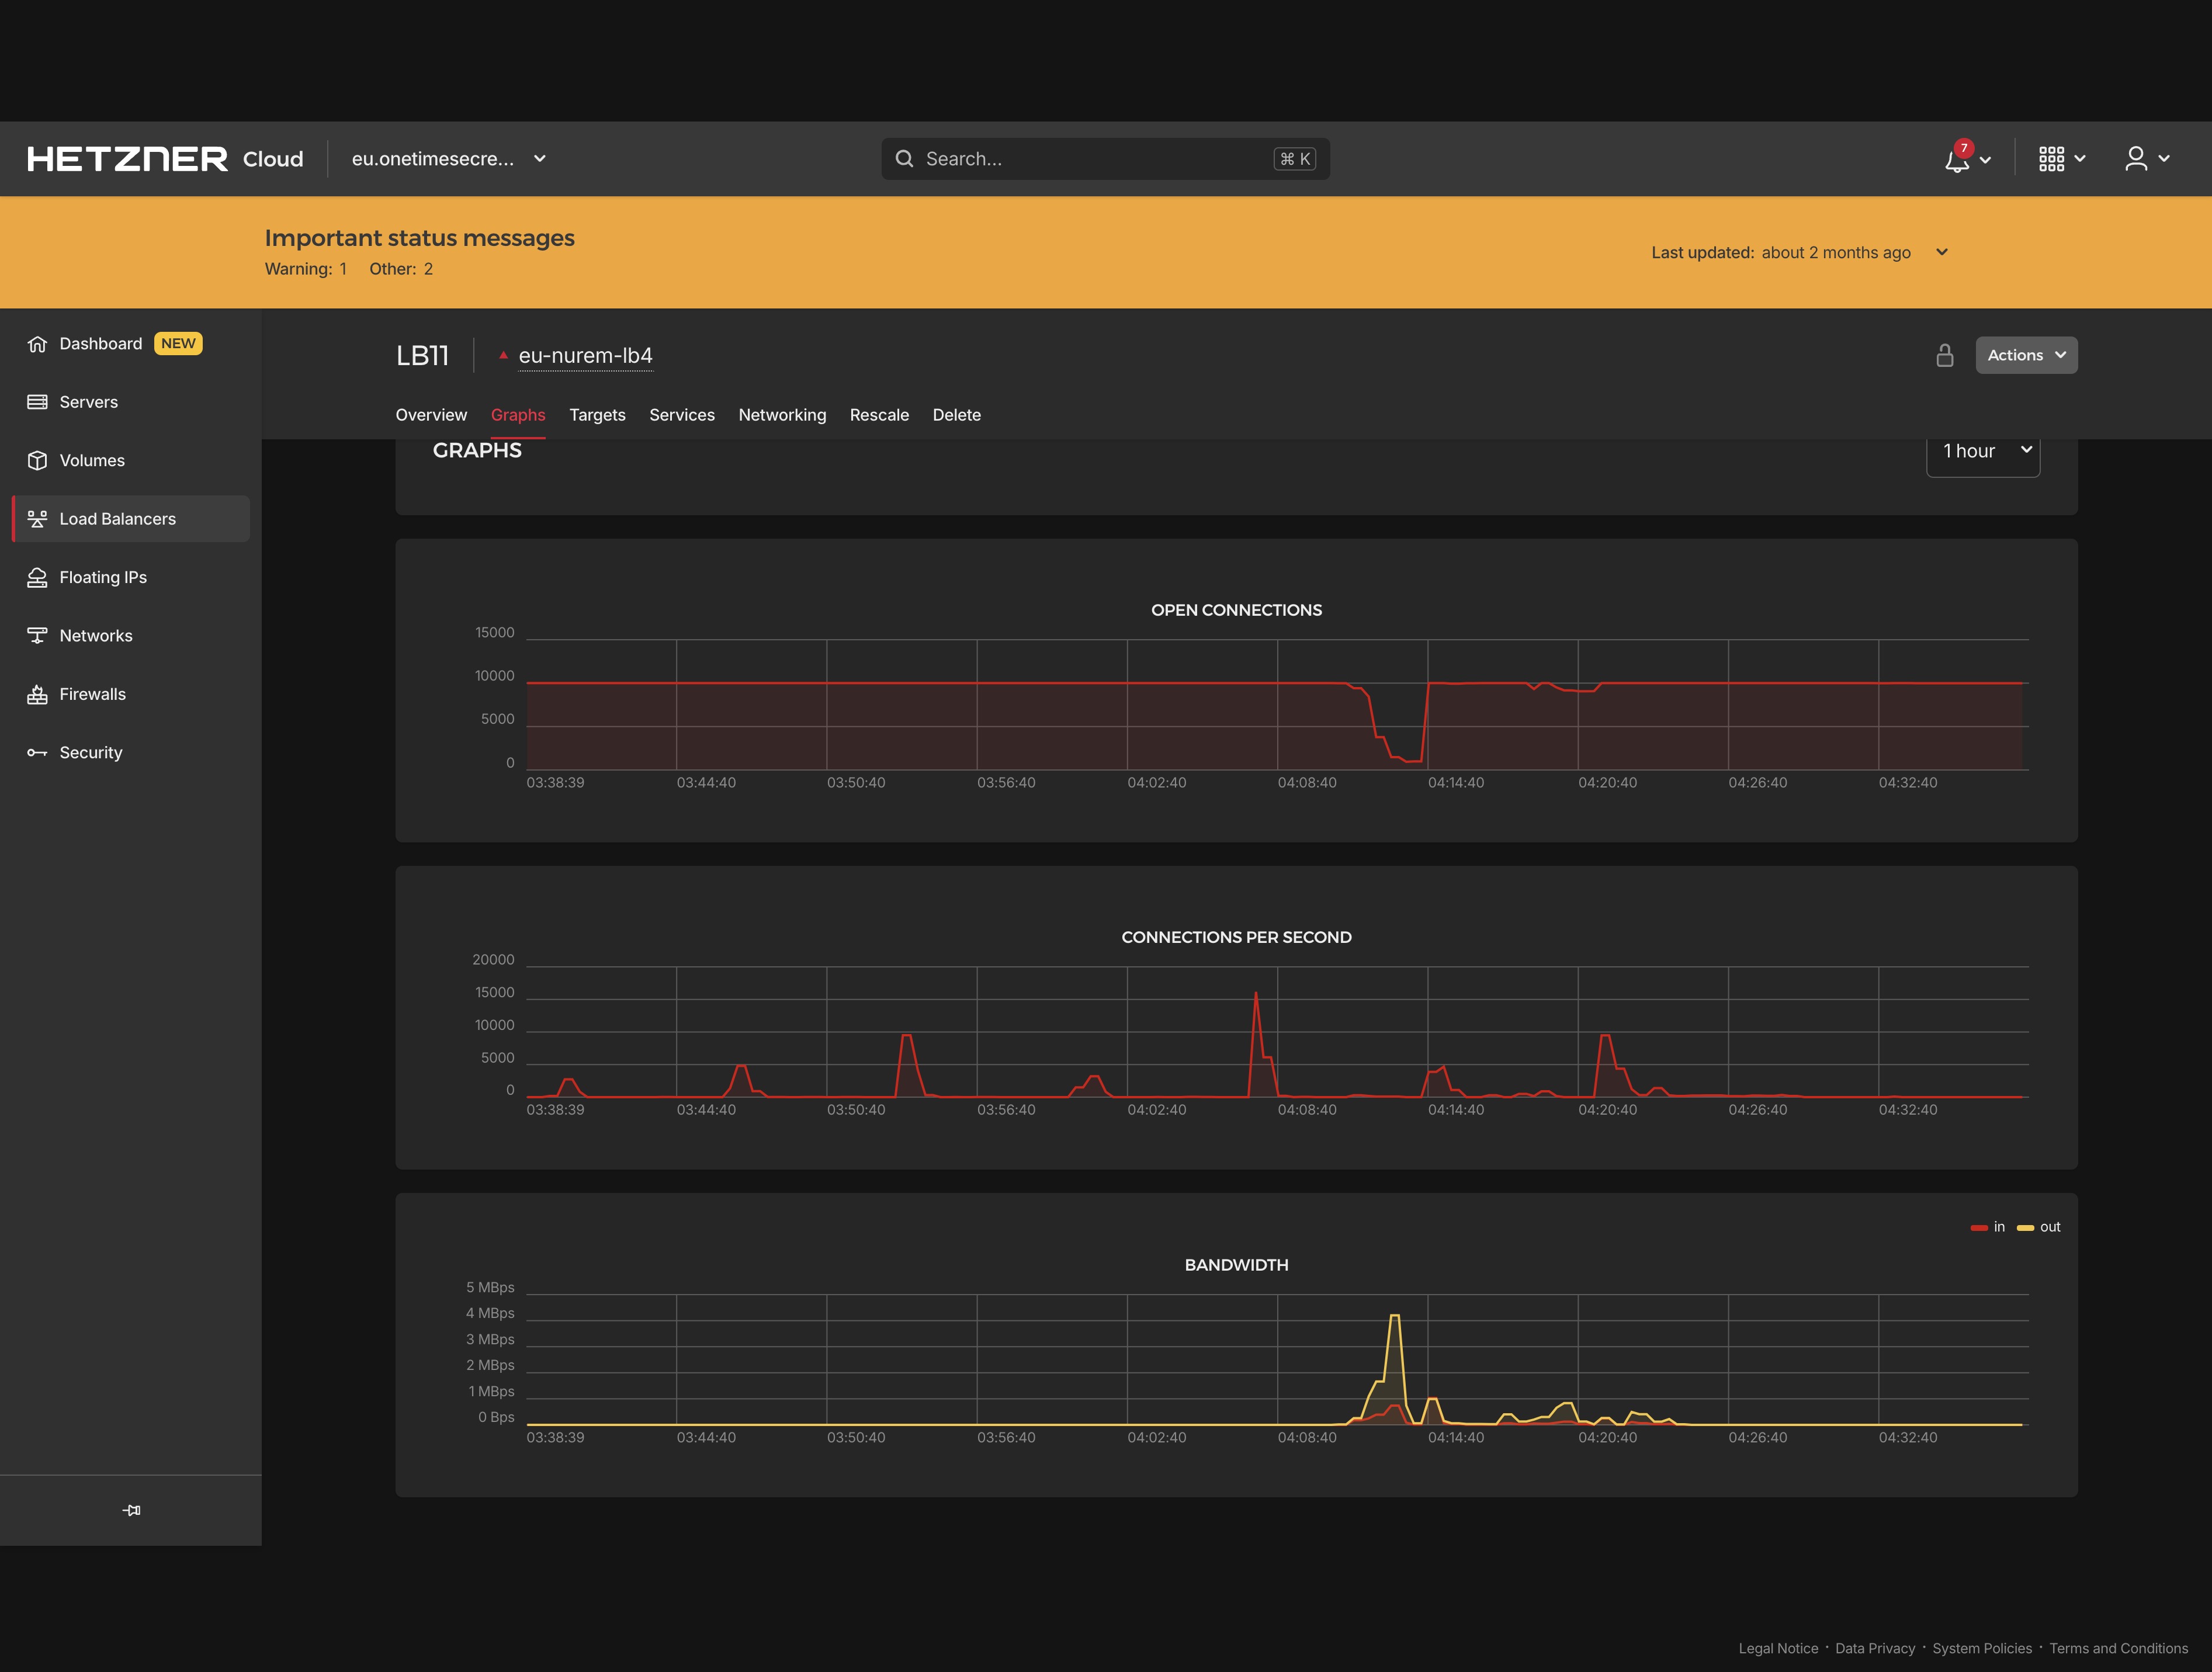 HETZNER Cloud eu.onetimesecre... Search... ⌘ K 7
Important status messages
Warning: 1 Other: 2
Last updated: about 2 months ago
Dashboard NEW
Servers
Volumes
Load Balancers
Floating IPs
Networks
Firewalls
Security
LB11 eu-nurem-lb4 Actions
Overview Graphs Targets Services Networking Rescale Delete
GRAPHS 1 hour
OPEN CONNECTIONS
15000
10000
5000
0
03:38:39 03:44:40 03:50:40 03:56:40 04:02:40 04:08:40 04:14:40 04:20:40 04:26:40 04:32:40
CONNECTIONS PER SECOND
20000
15000
10000
5000
0
03:38:39 03:44:40 03:50:40 03:56:40 04:02:40 04:08:40 04:14:40 04:20:40 04:26:40 04:32:40
in out
BANDWIDTH
5 MBps
4 MBps
3 MBps
2 MBps
1 MBps
0 Bps
03:38:39 03:44:40 03:50:40 03:56:40 04:02:40 04:08:40 04:14:40 04:20:40 04:26:40 04:32:40
Legal Notice · Data Privacy · System Policies · Terms and Conditions